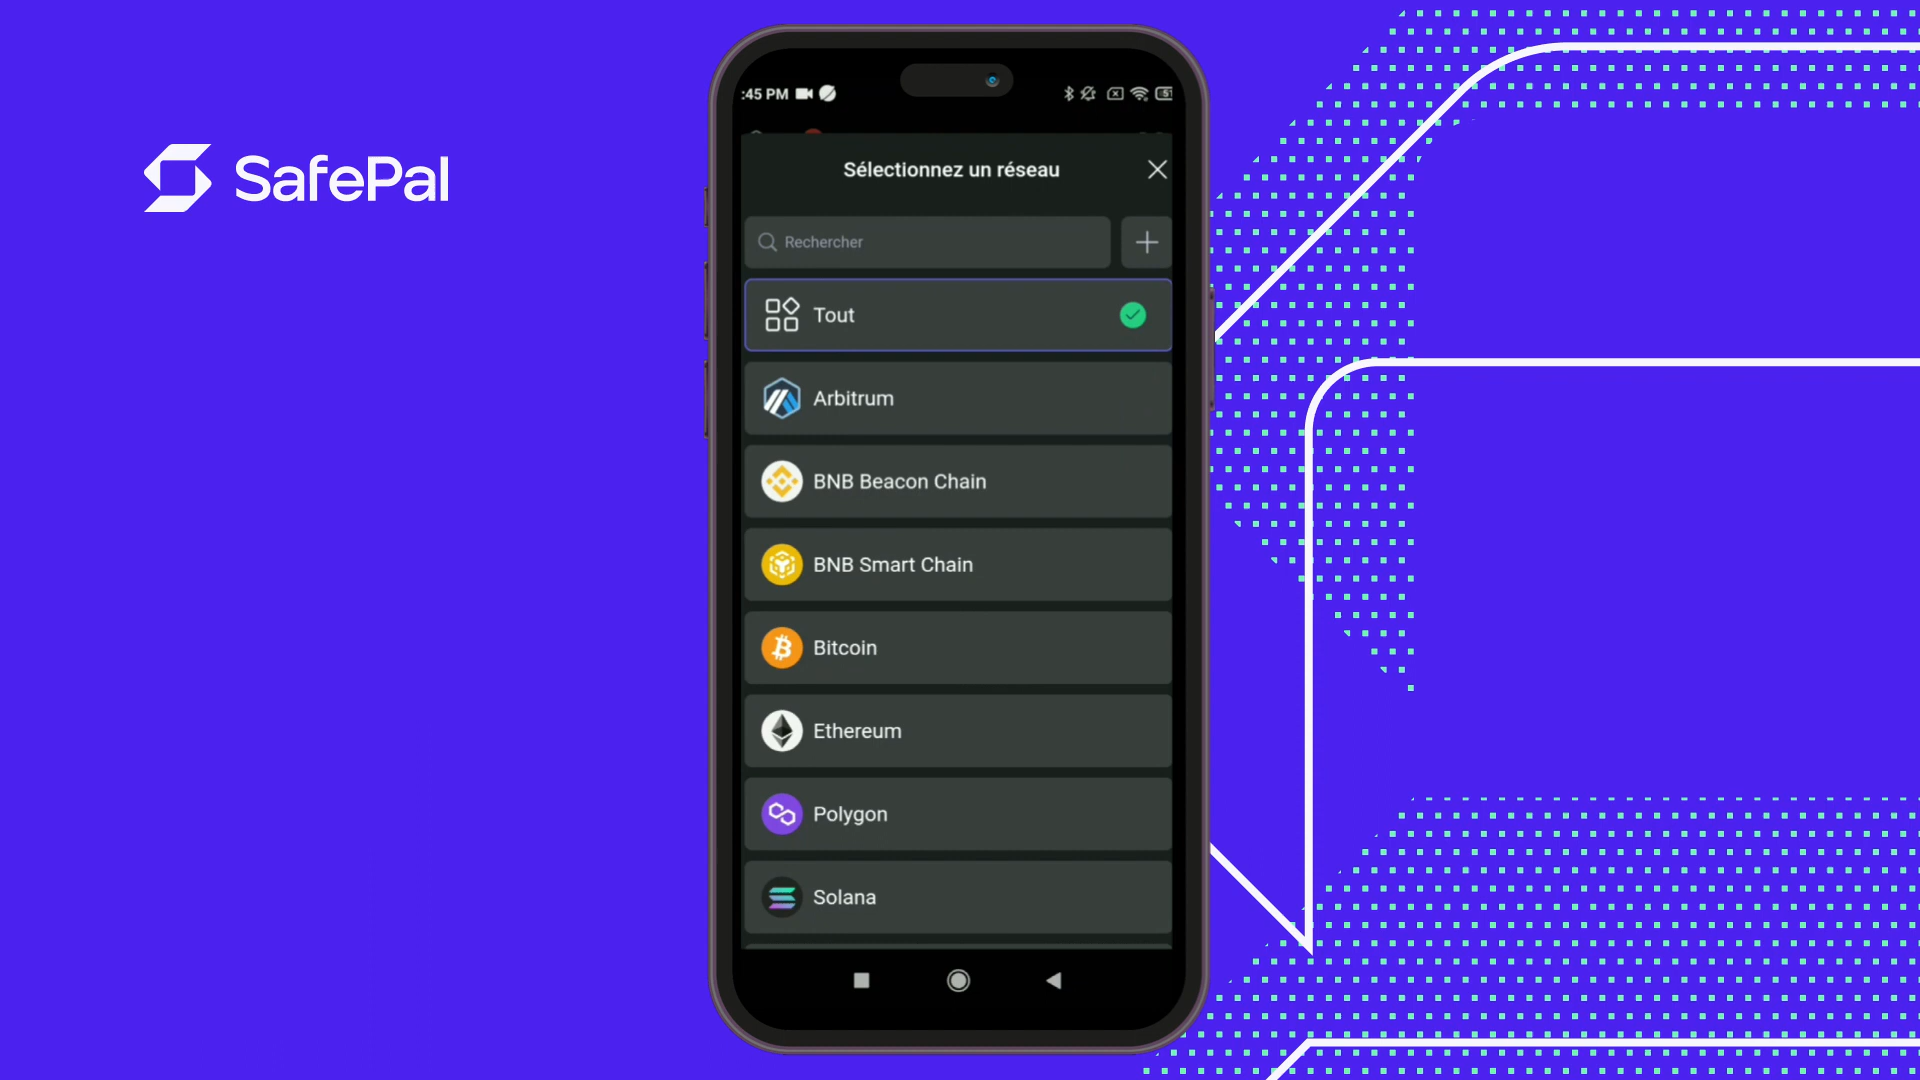 SafePal
:45 PM
Sélectionnez un réseau
Rechercher
Tout
Arbitrum
BNB Beacon Chain
BNB Smart Chain
Bitcoin
Ethereum
Polygon
Solana